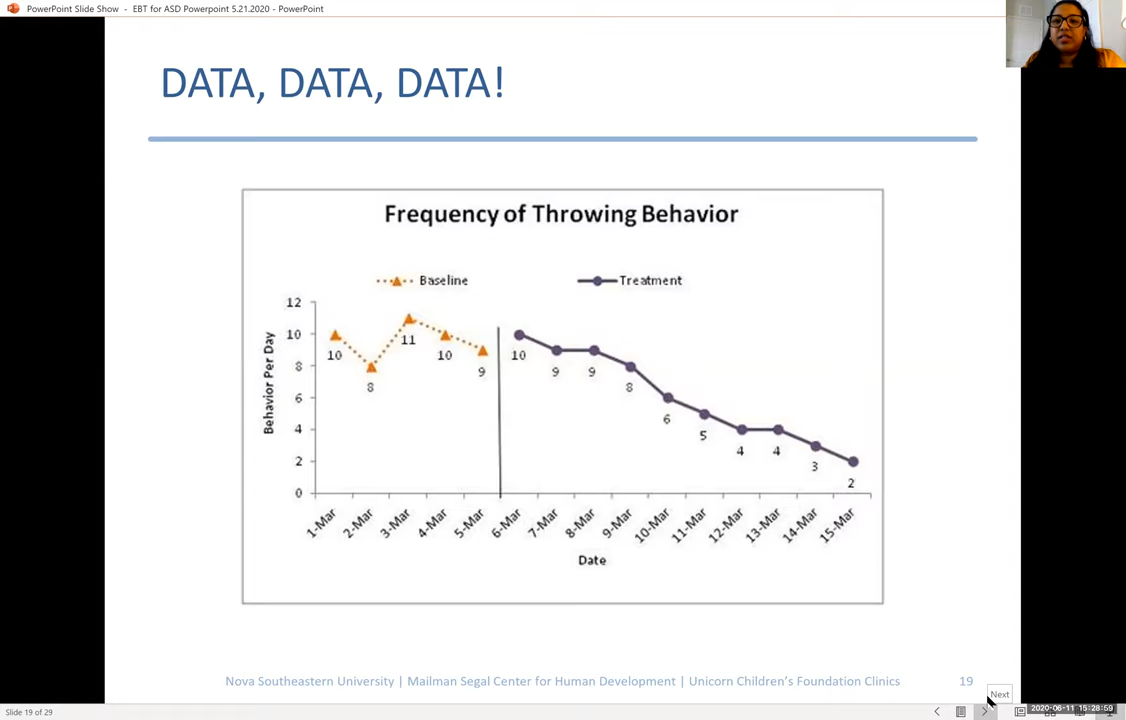 PowerPoint Slide Show - EBT for ASD Powerpoint 5.21.2020 - PowerPoint
DATA, DATA, DATA!
Frequency of Throwing Behavior
Baseline
Treatment
Behavior Per Day
12
10
8
6
4
2
0
10
8
11
10
9
10
9
9
8
6
5
4
4
3
2
1-Mar
2-Mar
3-Mar
4-Mar
5-Mar
6-Mar
7-Mar
8-Mar
9-Mar
10-Mar
11-Mar
12-Mar
13-Mar
14-Mar
15-Mar
Date
Nova Southeastern University | Mailman Segal Center for Human Development | Unicorn Children's Foundation Clinics
19
Next
Slide 19 of 29
2020-06-11 15:28:59